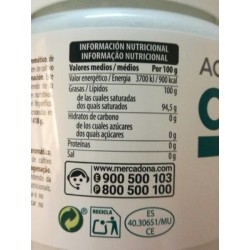 INFORMACIÓN NUTRICIONAL
INFORMAÇÃO NUTRICIONAL
Valores medios / médios Por 100 g
Valor energético / Energia 3700 kJ / 900 kcal
Grasas / Lípidos 100 g
de las cuales saturadas
dos quais saturados 94,5 g
Hidratos de carbono 0 g
de los cuales azúcares
dos quais açúcares 0 g
Proteínas 0 g
Sal 0 g
www.mercadona.com
900 500 103
800 500 100
RECICLA
ES
40.30651/MU
CE
AC